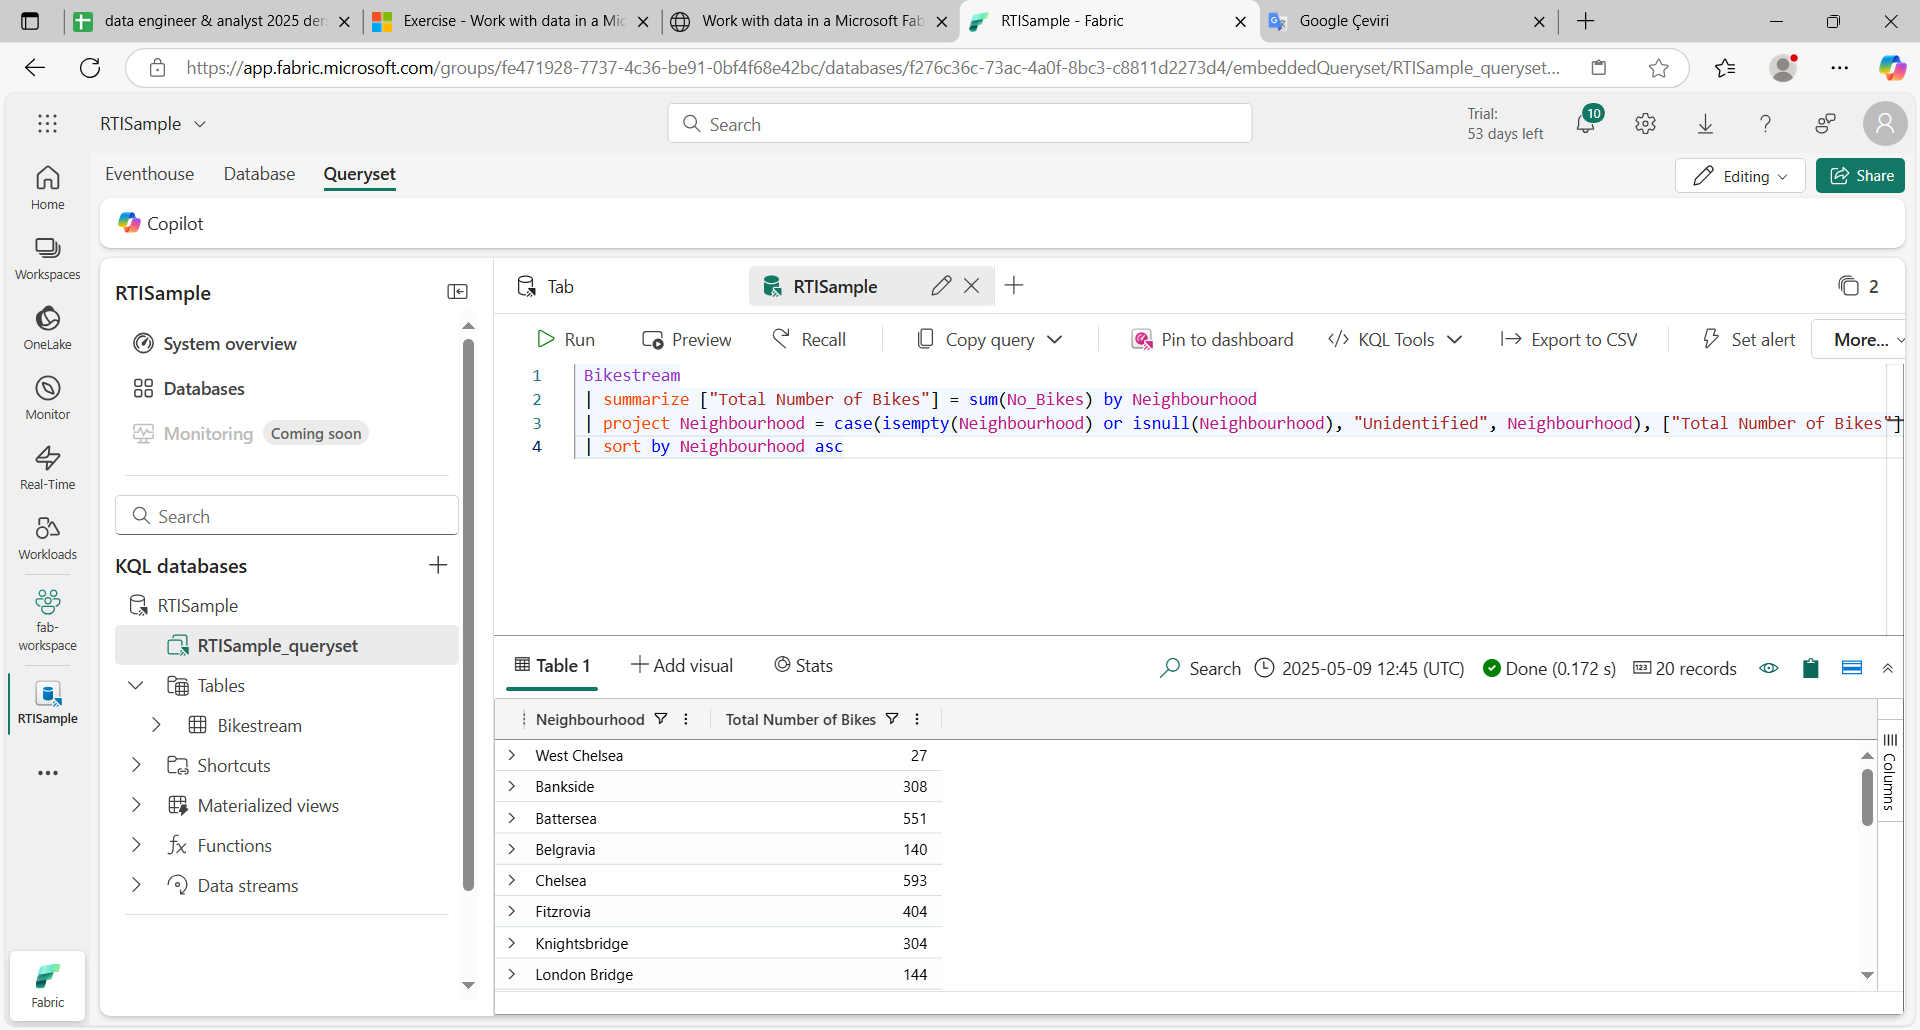 data engineer & analyst 2025 der
Exercise - Work with data in a Mic
Work with data in a Microsoft Fab
RTISample - Fabric
Google Çeviri
https://app.fabric.microsoft.com/groups/fe471928-7737-4c36-be91-0bf4f68e42bc/databases/f276c36c-73ac-4a0f-8bc3-c8811d2273d4/embeddedQueryset/RTISample_queryset...
RTISample
Search
Trial:
53 days left
10
Home
Workspaces
OneLake
Monitor
Real-Time
Workloads
fab-
workspace
RTISample
Fabric
Eventhouse Database Queryset
Editing
Share
Copilot
RTISample
System overview
Databases
Monitoring Coming soon
Search
KQL databases
RTISample
RTISample_queryset
Tables
Bikestream
Shortcuts
Materialized views
Functions
Data streams
Tab
RTISample
2
Run Preview Recall Copy query Pin to dashboard KQL Tools Export to CSV Set alert More...
1 Bikestream
2 | summarize ["Total Number of Bikes"] = sum(No_Bikes) by Neighbourhood
3 | project Neighbourhood = case(isempty(Neighbourhood) or isnull(Neighbourhood), "Unidentified", Neighbourhood), ["Total Number of Bikes"]
4 | sort by Neighbourhood asc
Table 1 Add visual Stats
Search 2025-05-09 12:45 (UTC) Done (0.172 s) 123 20 records
Neighbourhood Total Number of Bikes
West Chelsea 27
Bankside 308
Battersea 551
Belgravia 140
Chelsea 593
Fitzrovia 404
Knightsbridge 304
London Bridge 144
Columns